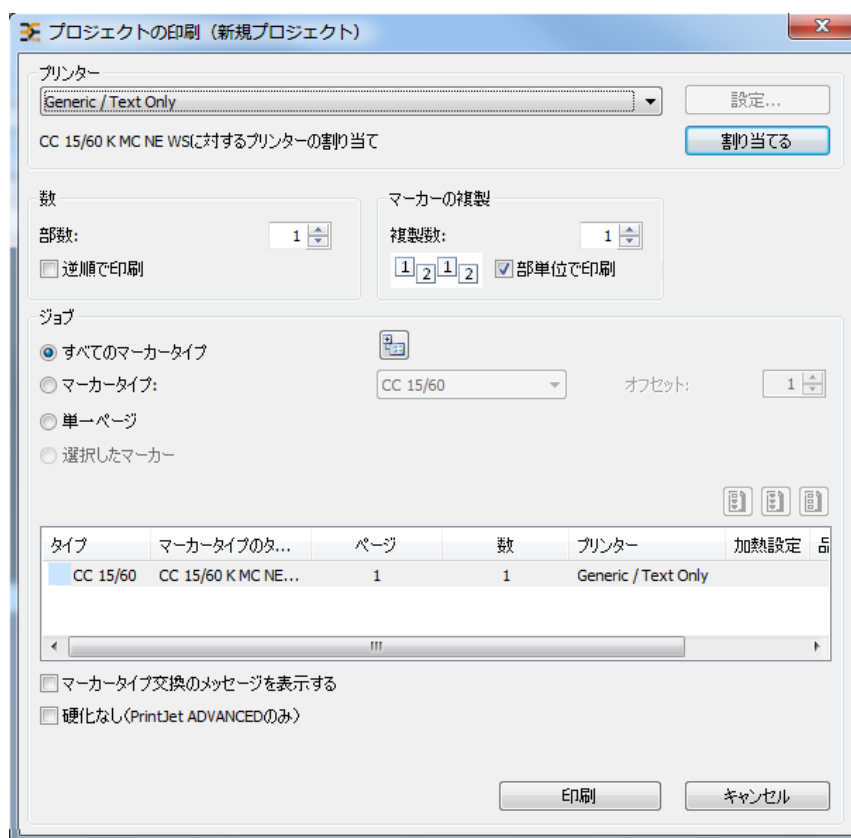 プロジェクトの印刷（新規プロジェクト）
プリンター
Generic / Text Only
設定...
CC 15/60 K MC NE WSに対するプリンターの割り当て
割り当てる
数
マーカーの複製
部数:
1
複製数:
1
逆順で印刷
1 2 1 2
部単位で印刷
ジョブ
すべてのマーカータイプ
マーカータイプ:
CC 15/60
オフセット:
1
単一ページ
選択したマーカー
タイプ マーカータイプのタ... ページ 数 プリンター 加熱設定 品
CC 15/60 CC 15/60 K MC NE... 1 1 Generic / Text Only
マーカータイプ交換のメッセージを表示する
硬化なし(PrintJet ADVANCEDのみ)
印刷
キャンセル